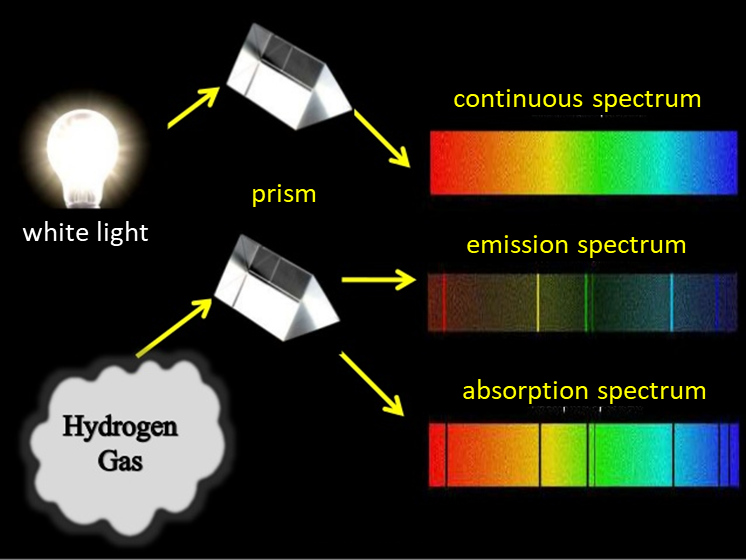 continuous spectrum
prism
white light
emission spectrum
absorption spectrum
Hydrogen
Gas